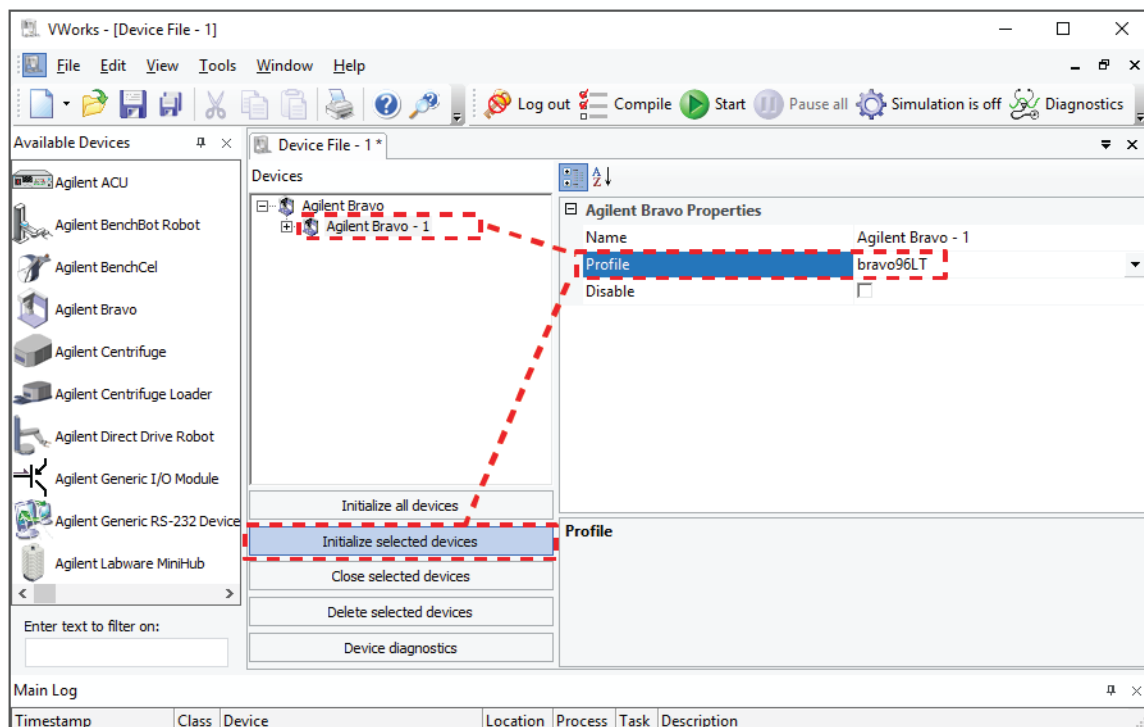 VWorks - [Device File - 1]
File Edit View Tools Window Help
Log out Compile Start Pause all Simulation is off Diagnostics
Available Devices
Agilent ACU
Agilent BenchBot Robot
Agilent BenchCel
Agilent Bravo
Agilent Centrifuge
Agilent Centrifuge Loader
Agilent Direct Drive Robot
Agilent Generic I/O Module
Agilent Generic RS-232 Device
Agilent Labware MiniHub
Enter text to filter on:
Device File - 1 *
Devices
Agilent Bravo
Agilent Bravo - 1
Initialize all devices
Initialize selected devices
Close selected devices
Delete selected devices
Device diagnostics
Agilent Bravo Properties
Name Agilent Bravo - 1
Profile bravo96LT
Disable
Profile
Main Log
Timestamp Class Device Location Process Task Description